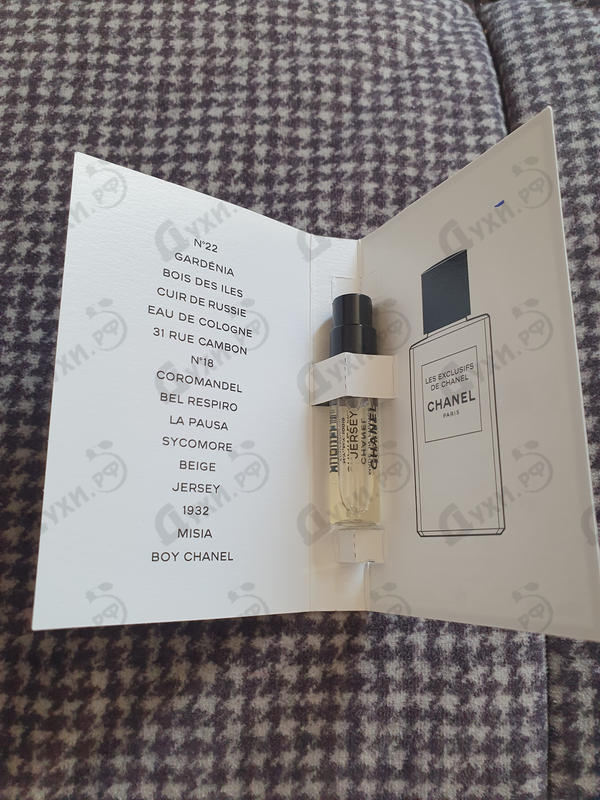 N°22
GARDÉNIA
BOIS DES ILES
CUIR DE RUSSIE
EAU DE COLOGNE
31 RUE CAMBON
N°18
COROMANDEL
BEL RESPIRO
LA PAUSA
SYCOMORE
BEIGE
JERSEY
1932
MISIA
BOY CHANEL
JERSEY
CHANEL
LES EXCLUSIFS
DE CHANEL
CHANEL
PARIS
Духи.РФ